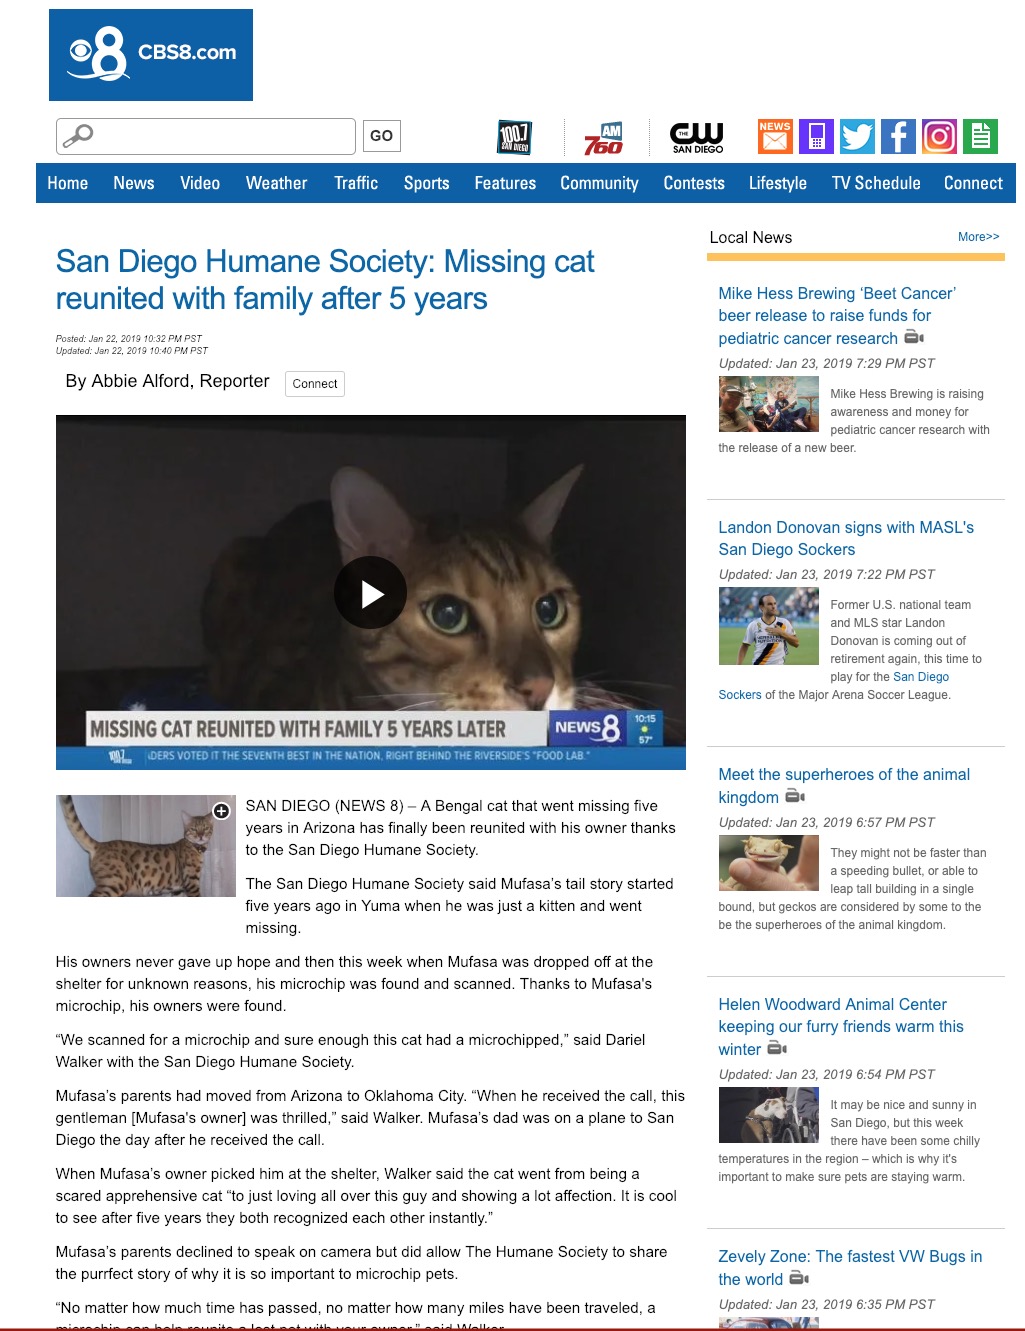 8 CBS8.com
GO
100.7
SAN DIEGO
AM
760
THE
CW
SAN DIEGO
NEWS
Home News Video Weather Traffic Sports Features Community Contests Lifestyle TV Schedule Connect
San Diego Humane Society: Missing cat
reunited with family after 5 years
Posted: Jan 22, 2019 10:32 PM PST
Updated: Jan 22, 2019 10:40 PM PST
By Abbie Alford, Reporter Connect
MISSING CAT REUNITED WITH FAMILY 5 YEARS LATER
NEWS 8
10:15
57°
100.7
SAN DIEGO
DERS VOTED IT THE SEVENTH BEST IN THE NATION, RIGHT BEHIND THE RIVERSIDE'S "FOOD LAB."
SAN DIEGO (NEWS 8) – A Bengal cat that went missing five
years in Arizona has finally been reunited with his owner thanks
to the San Diego Humane Society.
The San Diego Humane Society said Mufasa’s tail story started
five years ago in Yuma when he was just a kitten and went
missing.
His owners never gave up hope and then this week when Mufasa was dropped off at the
shelter for unknown reasons, his microchip was found and scanned. Thanks to Mufasa's
microchip, his owners were found.
“We scanned for a microchip and sure enough this cat had a microchipped,” said Dariel
Walker with the San Diego Humane Society.
Mufasa’s parents had moved from Arizona to Oklahoma City. “When he received the call, this
gentleman [Mufasa's owner] was thrilled,” said Walker. Mufasa’s dad was on a plane to San
Diego the day after he received the call.
When Mufasa’s owner picked him at the shelter, Walker said the cat went from being a
scared apprehensive cat “to just loving all over this guy and showing a lot affection. It is cool
to see after five years they both recognized each other instantly.”
Mufasa’s parents declined to speak on camera but did allow The Humane Society to share
the purrfect story of why it is so important to microchip pets.
“No matter how much time has passed, no matter how many miles have been traveled, a
microchip can help reunite a lost pet with your owner,” said Walker.
Local News More>>
Mike Hess Brewing ‘Beet Cancer’
beer release to raise funds for
pediatric cancer research
Updated: Jan 23, 2019 7:29 PM PST
Mike Hess Brewing is raising
awareness and money for
pediatric cancer research with
the release of a new beer.
Landon Donovan signs with MASL's
San Diego Sockers
Updated: Jan 23, 2019 7:22 PM PST
Former U.S. national team
and MLS star Landon
Donovan is coming out of
retirement again, this time to
play for the San Diego
Sockers of the Major Arena Soccer League.
Meet the superheroes of the animal
kingdom
Updated: Jan 23, 2019 6:57 PM PST
They might not be faster than
a speeding bullet, or able to
leap tall building in a single
bound, but geckos are considered by some to the
be the superheroes of the animal kingdom.
Helen Woodward Animal Center
keeping our furry friends warm this
winter
Updated: Jan 23, 2019 6:54 PM PST
It may be nice and sunny in
San Diego, but this week
there have been some chilly
temperatures in the region – which is why it's
important to make sure pets are staying warm.
Zevely Zone: The fastest VW Bugs in
the world
Updated: Jan 23, 2019 6:35 PM PST